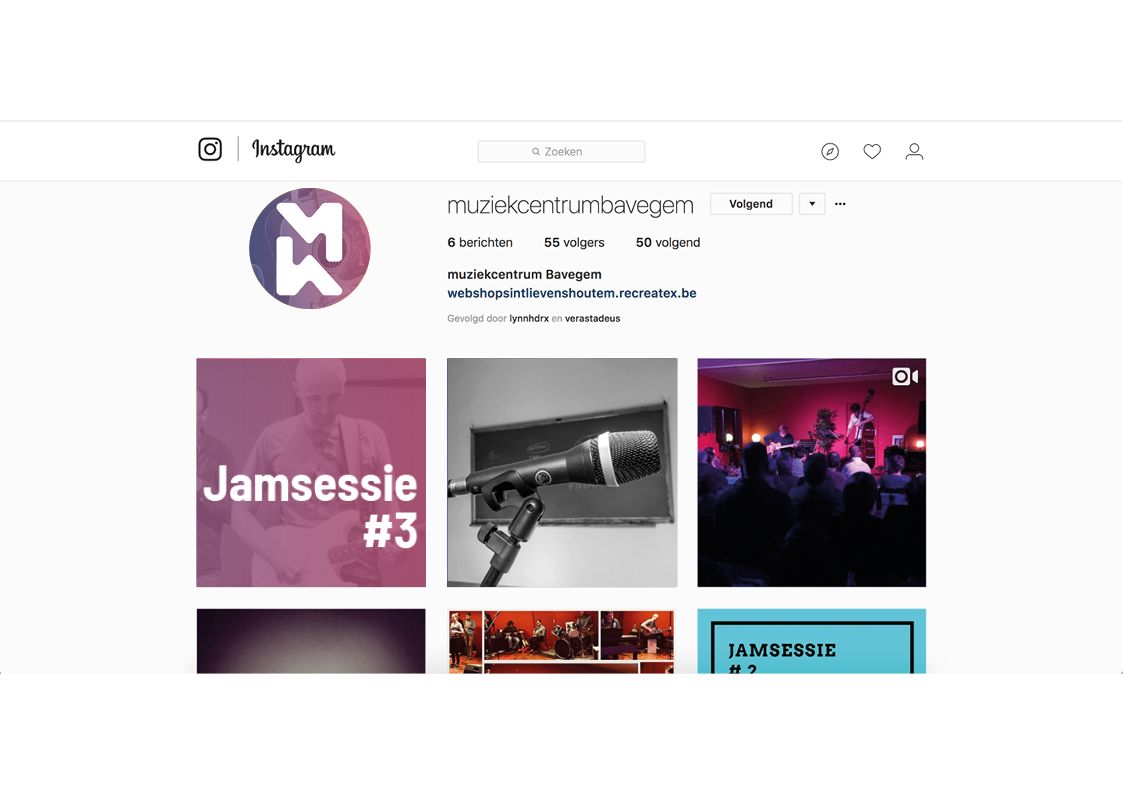 Instagram
Zoeken
muziekcentrumbavegem Volgend
6 berichten 55 volgers 50 volgend
muziekcentrum Bavegem
webshopsintlievenshoutem.recreatex.be
Gevolgd door lynnhdrx en verastadeus
MK
Jamsessie
#3
JAMSESSIE
# 2